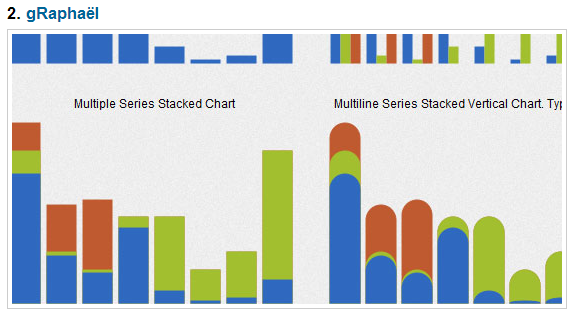 2. gRaphaël
Multiple Series Stacked Chart
Multiline Series Stacked Vertical Chart. Typ